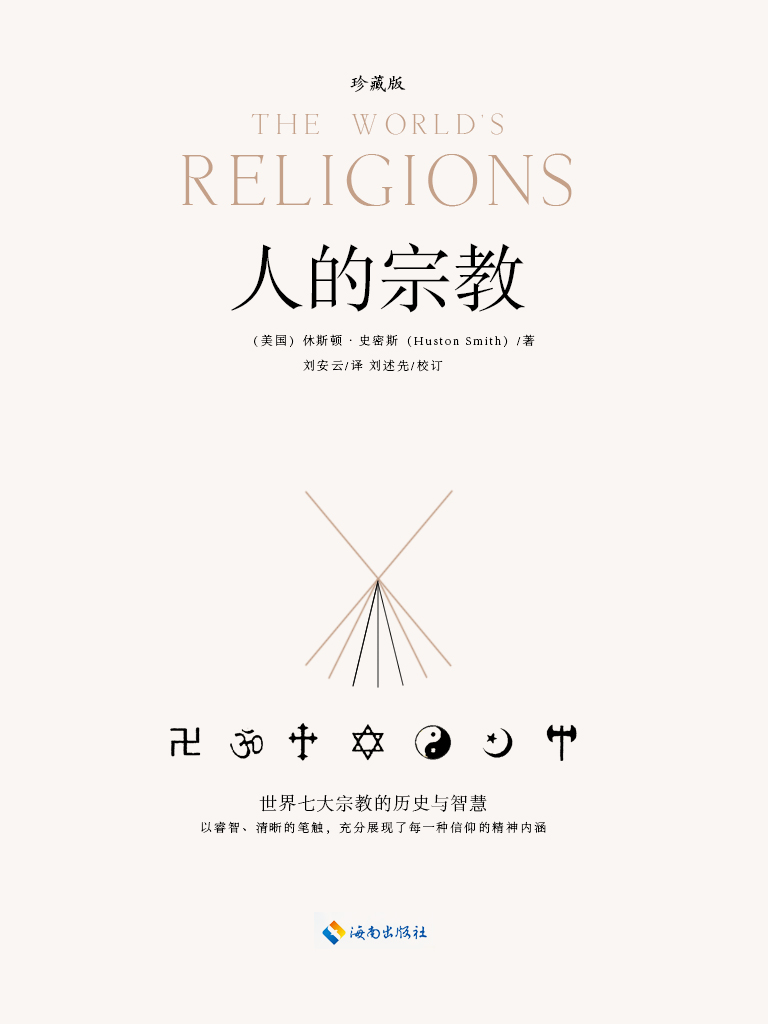 珍藏版
THE WORLD'S
RELIGIONS
人的宗教
（美国）休斯顿·史密斯（Huston Smith）/著
刘安云/译 刘述先/校订
世界七大宗教的历史与智慧
以睿智、清晰的笔触，充分展现了每一种信仰的精神内涵
海南出版社